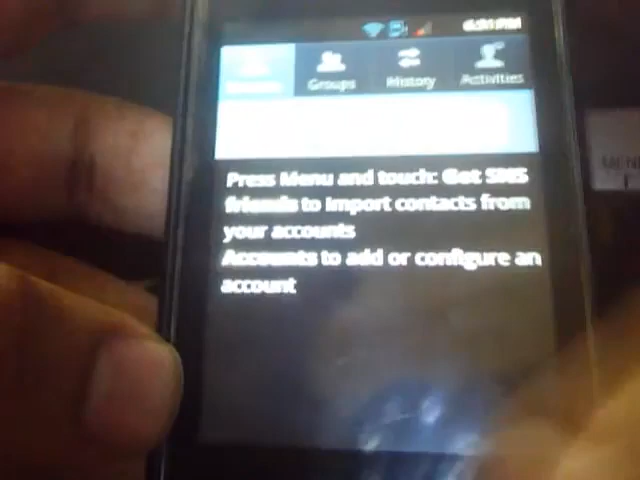 Groups History Activities
Press Menu and touch: Get SNS
friends to import contacts from
your accounts
Accounts to add or configure an
account